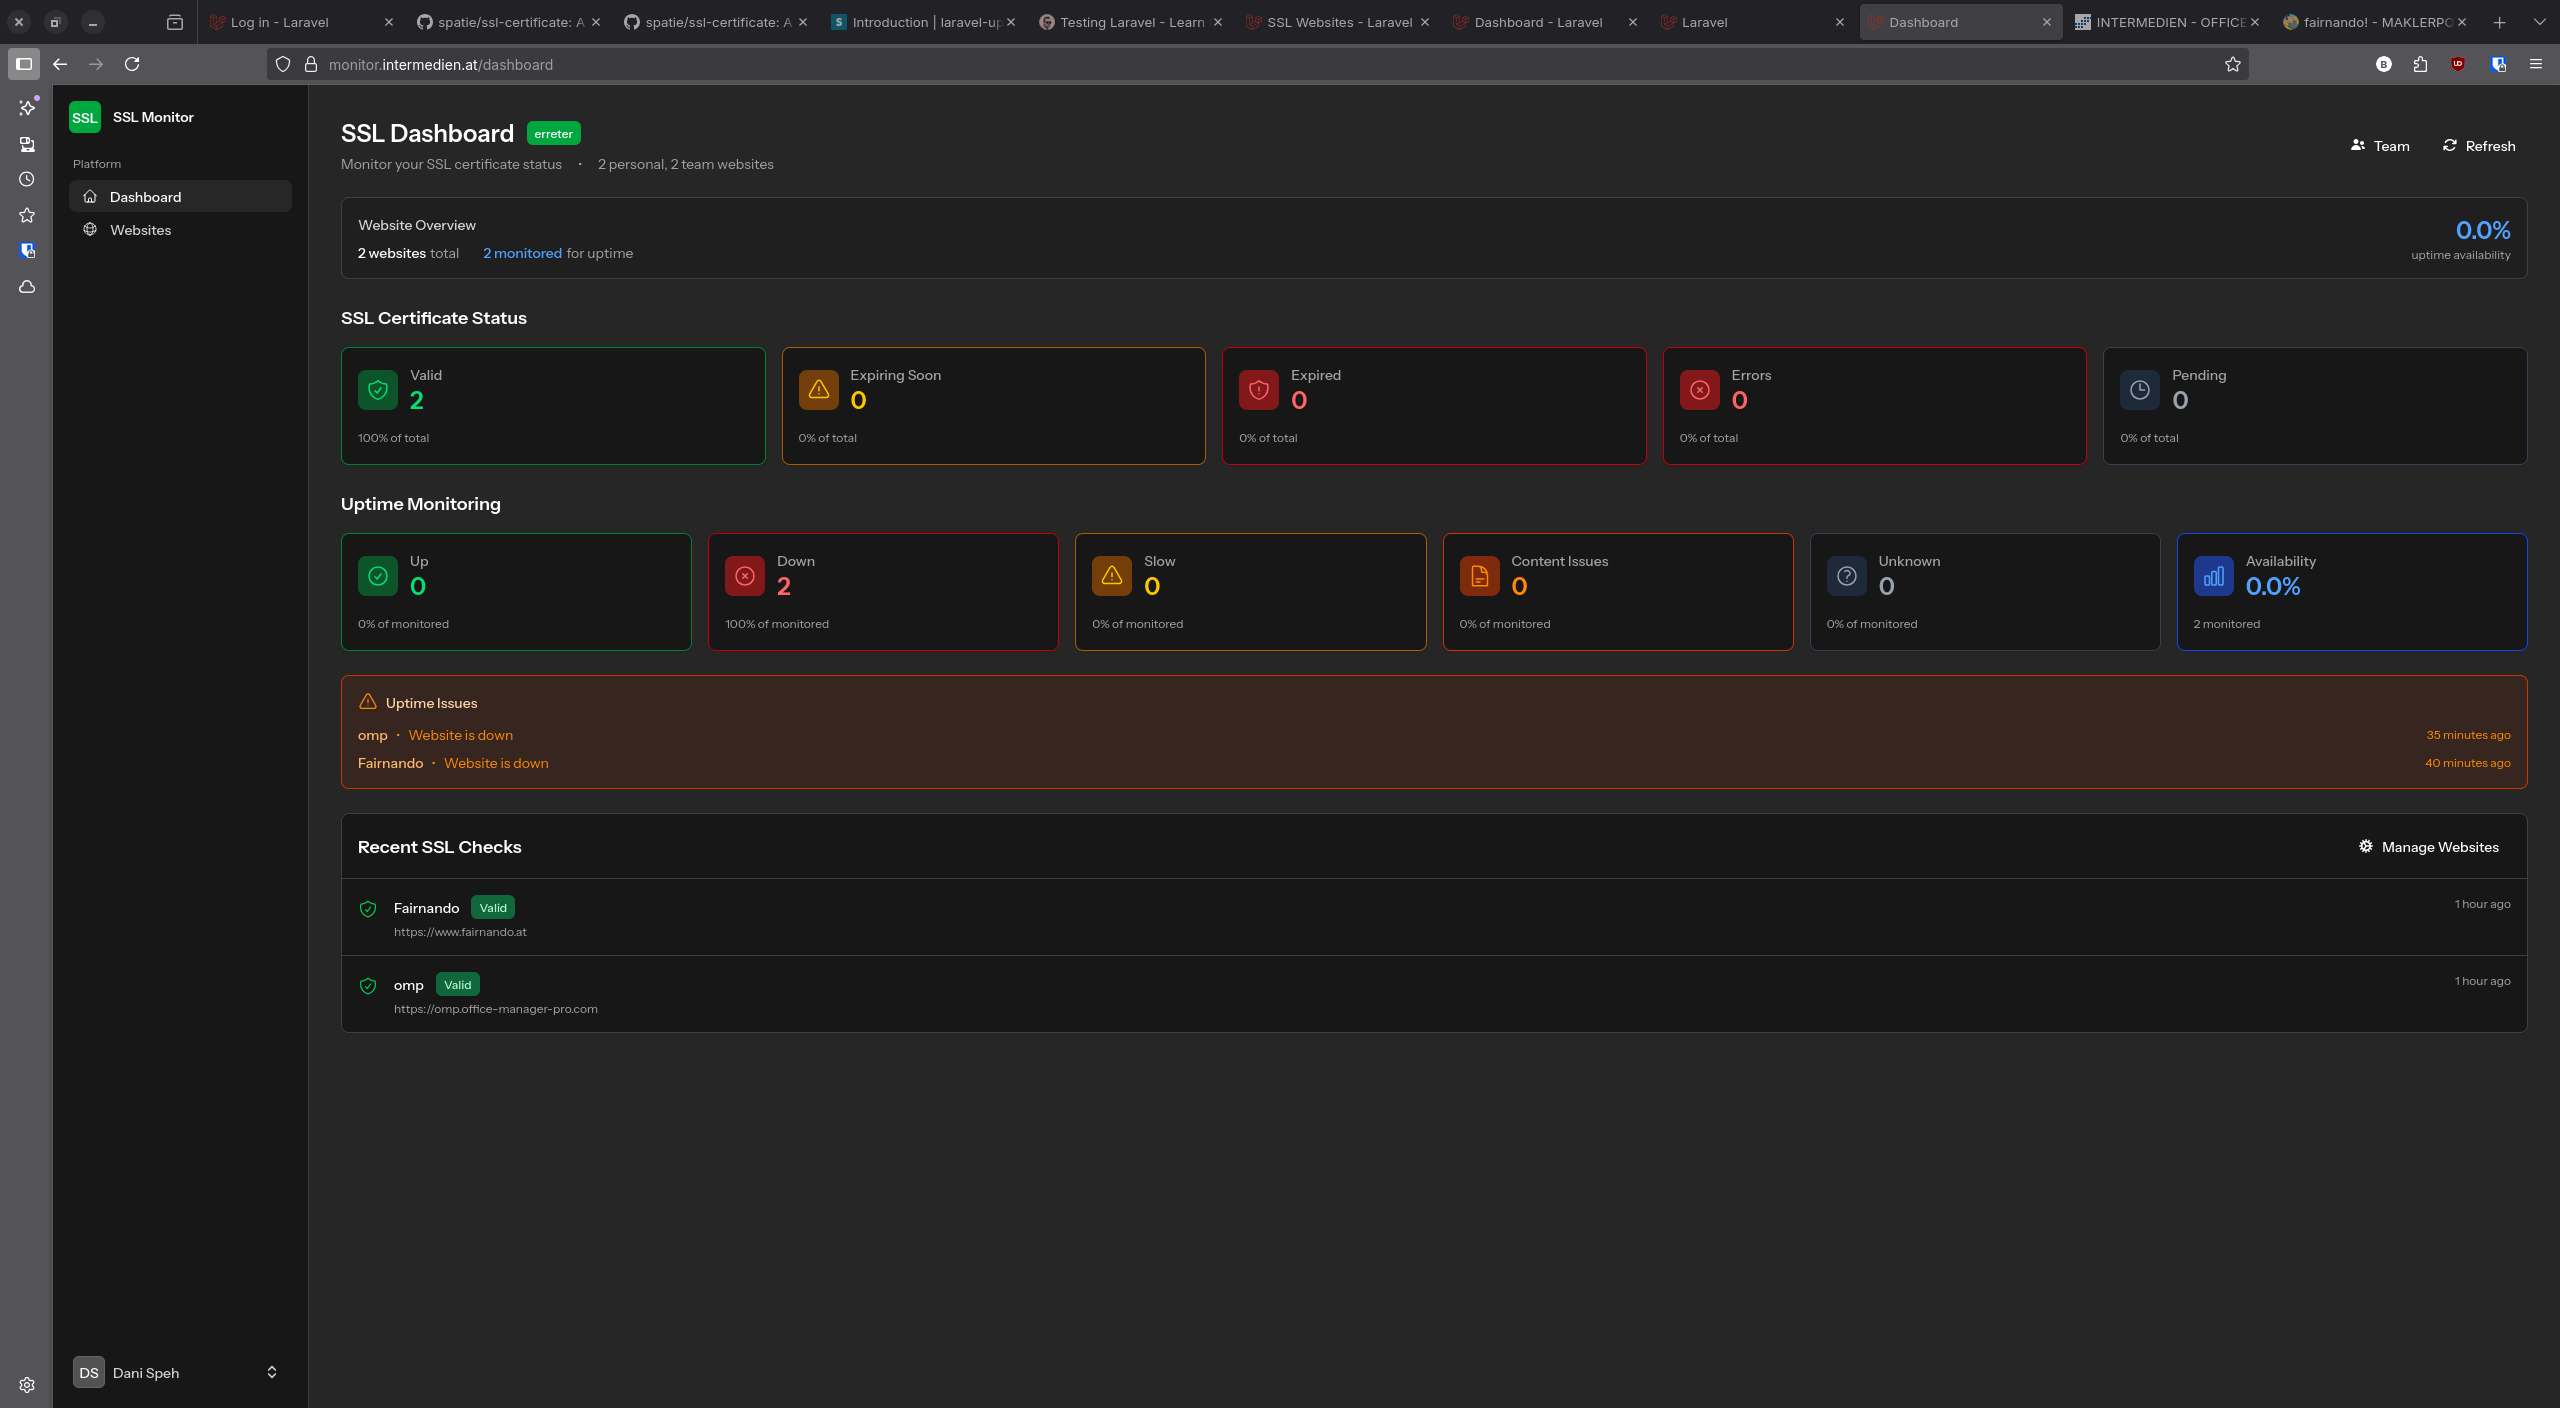 Log in - Laravel
spatie/ssl-certificate: A
spatie/ssl-certificate: A
Introduction | laravel-up
Testing Laravel - Learn
SSL Websites - Laravel
Dashboard - Laravel
Laravel
Dashboard
INTERMEDIEN - OFFICE
fairnando! - MAKLERPO
monitor.intermedien.at/dashboard
SSL
SSL Monitor
Platform
Dashboard
Websites
SSL Dashboard
erreter
Monitor your SSL certificate status • 2 personal, 2 team websites
Team
Refresh
Website Overview
2 websites total 2 monitored for uptime
0.0%
uptime availability
SSL Certificate Status
Valid
2
100% of total
Expiring Soon
0
0% of total
Expired
0
0% of total
Errors
0
0% of total
Pending
0
0% of total
Uptime Monitoring
Up
0
0% of monitored
Down
2
100% of monitored
Slow
0
0% of monitored
Content Issues
0
0% of monitored
Unknown
0
0% of monitored
Availability
0.0%
2 monitored
Uptime Issues
omp • Website is down
35 minutes ago
Fairnando • Website is down
40 minutes ago
Recent SSL Checks
Manage Websites
Fairnando Valid
1 hour ago
https://www.fairnando.at
omp Valid
1 hour ago
https://omp.office-manager-pro.com
DS
Dani Speh